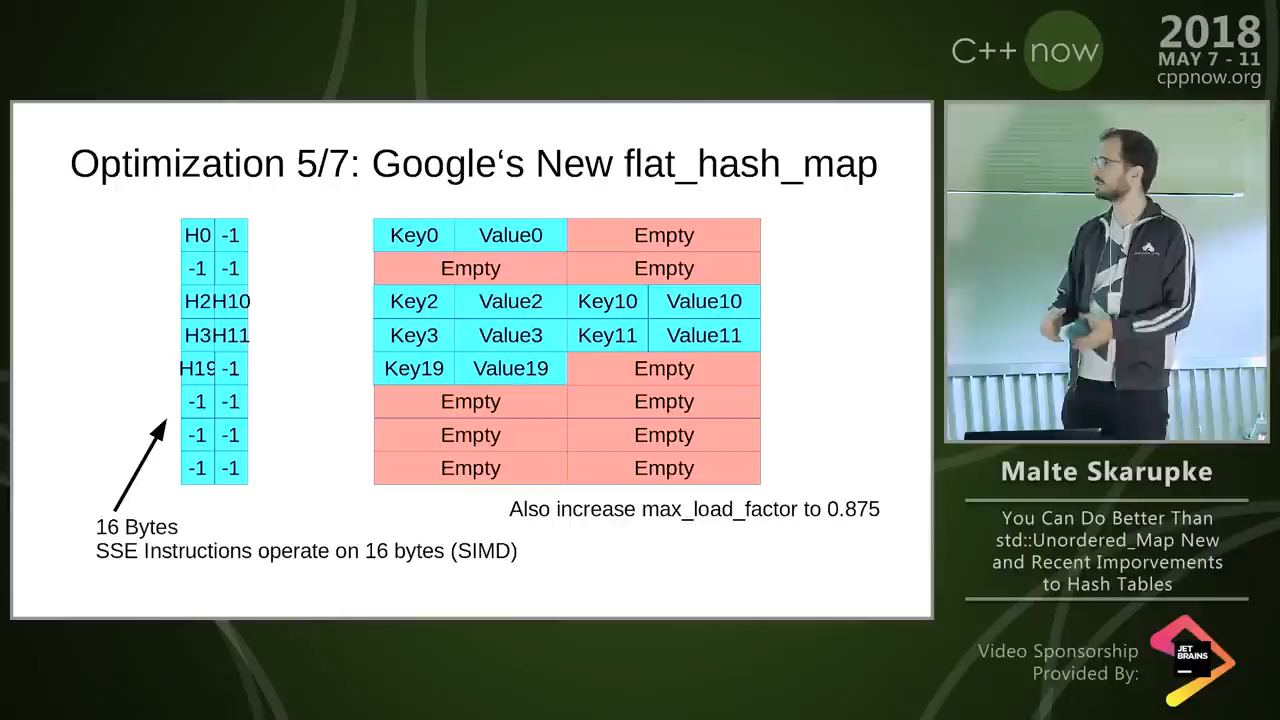 C++ now
2018
MAY 7 - 11
cppnow.org
Optimization 5/7: Google‘s New flat_hash_map
H0 -1 Key0 Value0 Empty
-1 -1 Empty Empty
H2 H10 Key2 Value2 Key10 Value10
H3 H11 Key3 Value3 Key11 Value11
H19 -1 Key19 Value19 Empty
-1 -1 Empty Empty
-1 -1 Empty Empty
-1 -1 Empty Empty
Also increase max_load_factor to 0.875
16 Bytes
SSE Instructions operate on 16 bytes (SIMD)
Malte Skarupke
You Can Do Better Than
std::Unordered_Map New
and Recent Imporvements
to Hash Tables
Video Sponsorship
Provided By:
JET
BRAINS